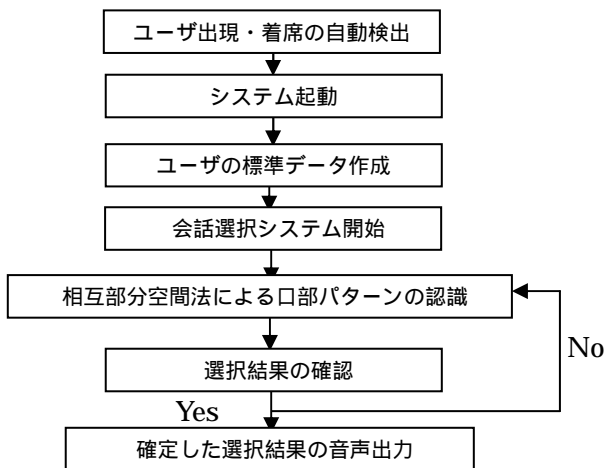 ユーザ出現・着席の自動検出
システム起動
ユーザの標準データ作成
会話選択システム開始
相互部分空間法による口部パターンの認識
No
選択結果の確認
Yes
確定した選択結果の音声出力